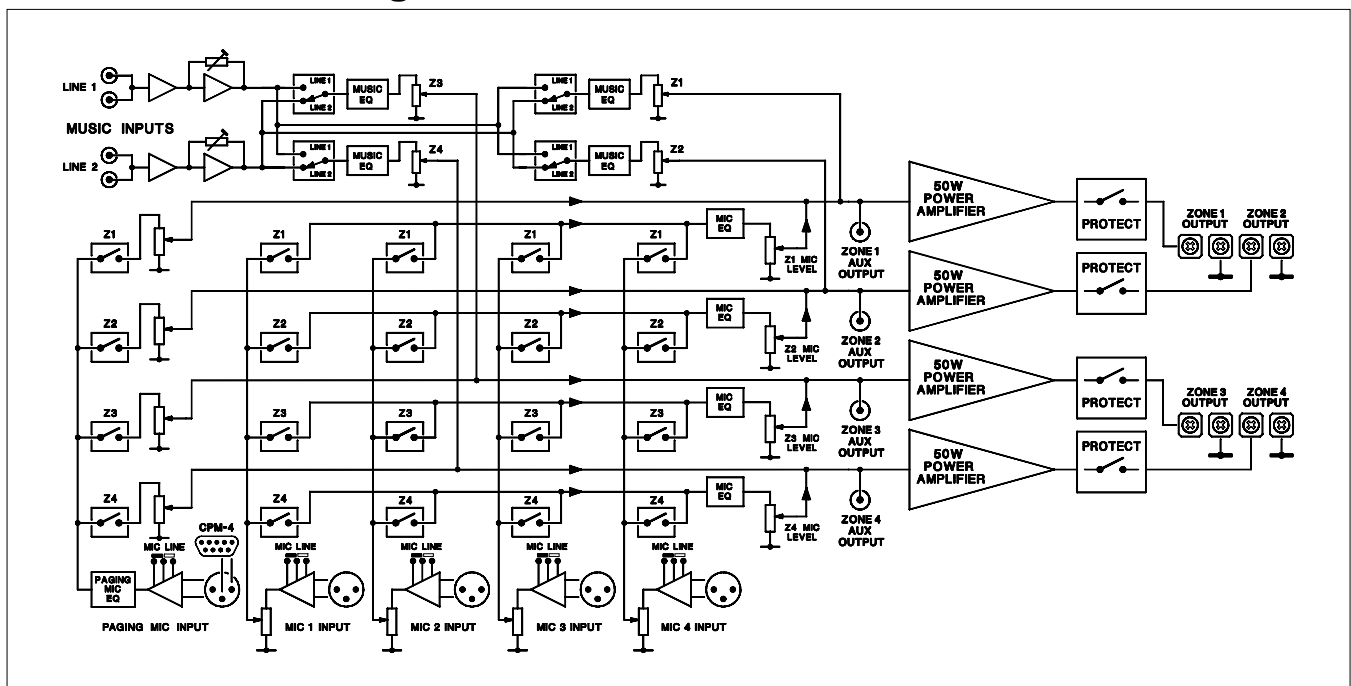 LINE 1
MUSIC INPUTS
LINE 2
LINE 1
LINE 2
MUSIC
EQ
Z3
LINE 1
LINE 2
MUSIC
EQ
Z1
LINE 1
LINE 2
MUSIC
EQ
Z4
LINE 1
LINE 2
MUSIC
EQ
Z2
Z1
Z1
Z1
Z1
Z1
MIC
EQ
Z1 MIC
LEVEL
ZONE 1
AUX
OUTPUT
50W
POWER
AMPLIFIER
PROTECT
ZONE 1
OUTPUT
ZONE 2
OUTPUT
Z2
Z2
Z2
Z2
Z2
MIC
EQ
Z2 MIC
LEVEL
ZONE 2
AUX
OUTPUT
50W
POWER
AMPLIFIER
PROTECT
Z3
Z3
Z3
Z3
Z3
MIC
EQ
Z3 MIC
LEVEL
ZONE 3
AUX
OUTPUT
50W
POWER
AMPLIFIER
PROTECT
ZONE 3
OUTPUT
ZONE 4
OUTPUT
Z4
Z4
Z4
Z4
Z4
MIC
EQ
Z4 MIC
LEVEL
ZONE 4
AUX
OUTPUT
50W
POWER
AMPLIFIER
PROTECT
CPM-4
MIC LINE
MIC LINE
MIC LINE
MIC LINE
MIC LINE
PAGING
MIC
EQ
PAGING MIC INPUT
MIC 1 INPUT
MIC 2 INPUT
MIC 3 INPUT
MIC 4 INPUT